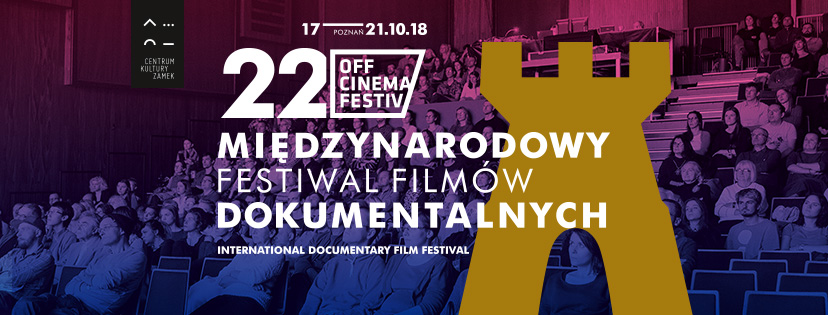 CENTRUM
KULTURY
ZAMEK
17 POZNAŃ 21.10.18
22
OFF
CINEMA
FESTIV
MIĘDZYNARODOWY
FESTIWAL FILMÓW
DOKUMENTALNYCH
INTERNATIONAL DOCUMENTARY FILM FESTIVAL